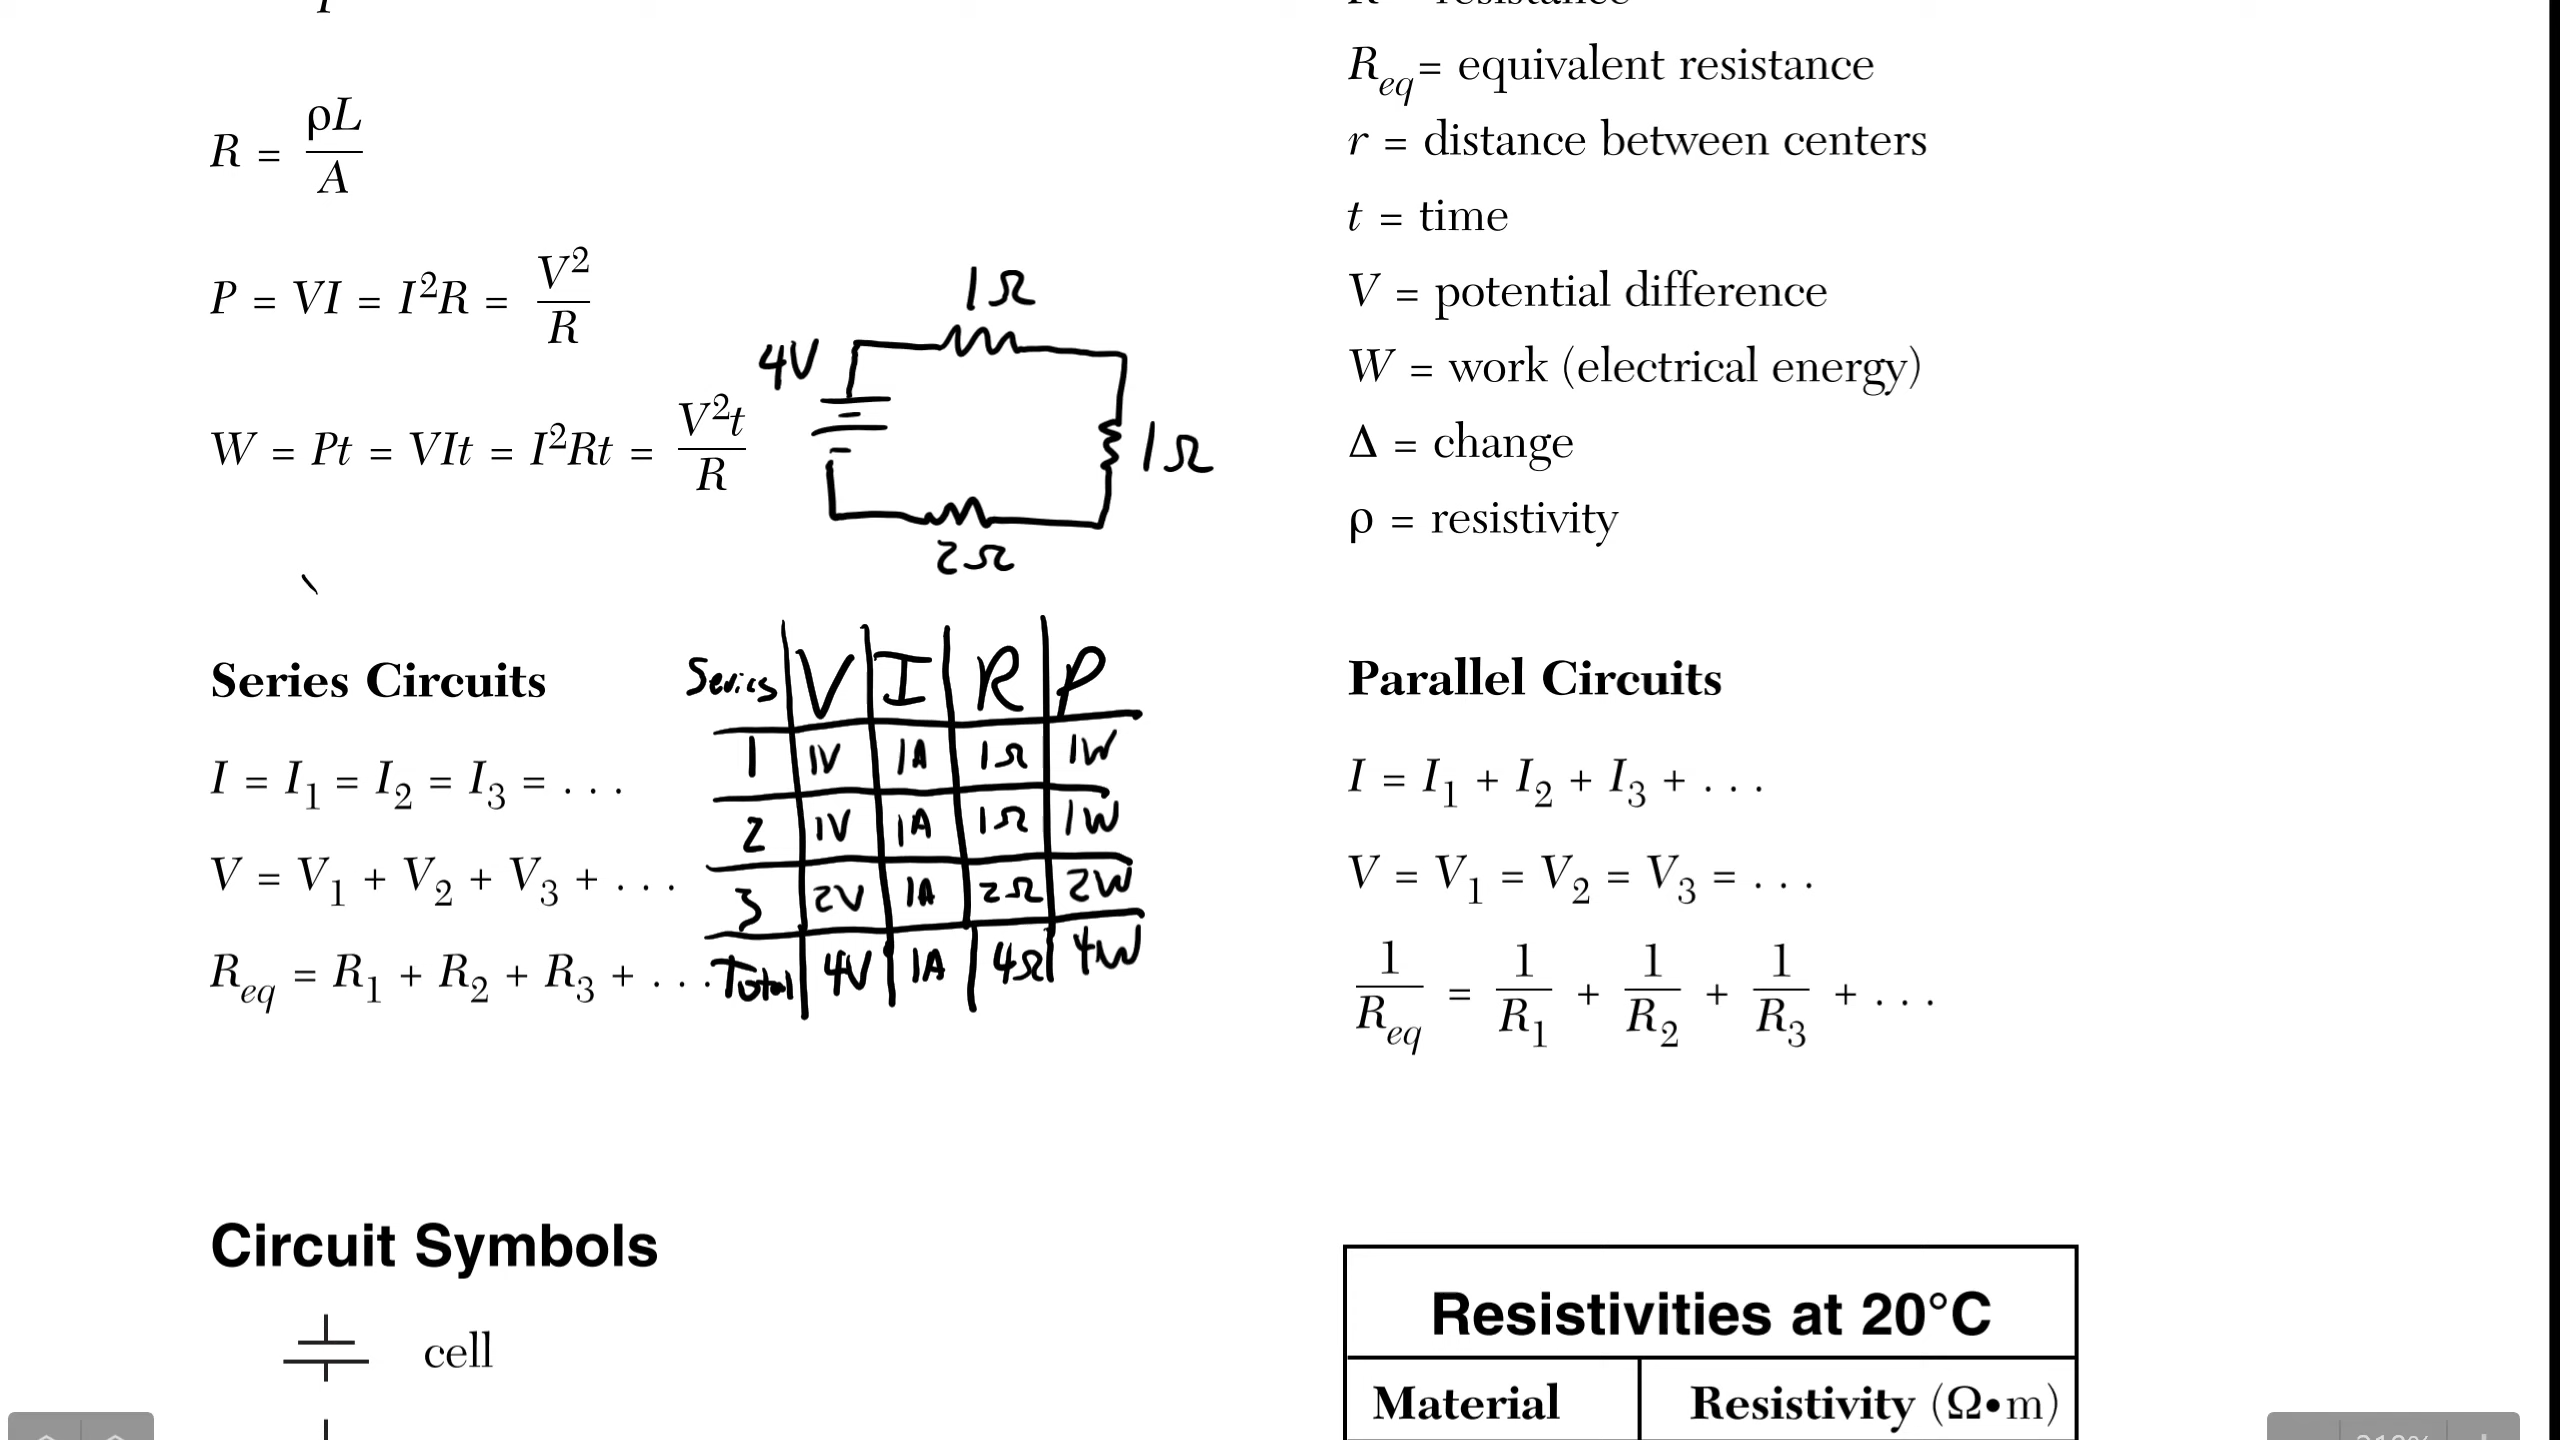 R_eq = equivalent resistance
R = ρL/A
r = distance between centers
t = time
P = VI = I²R = V²/R
V = potential difference
W = work (electrical energy)
W = Pt = VIt = I²Rt = V²t/R
Δ = change
ρ = resistivity
1Ω
4V
1Ω
2Ω
Series Circuits
I = I₁ = I₂ = I₃ = . . .
V = V₁ + V₂ + V₃ + . . .
R_eq = R₁ + R₂ + R₃ + . . .
Series V I R P
1 1V 1A 1Ω 1W
2 1V 1A 1Ω 1W
3 2V 1A 2Ω 2W
Total 4V 1A 4Ω 4W
Parallel Circuits
I = I₁ + I₂ + I₃ + . . .
V = V₁ = V₂ = V₃ = . . .
1/R_eq = 1/R₁ + 1/R₂ + 1/R₃ + . . .
Circuit Symbols
cell
Resistivities at 20°C
Material Resistivity (Ω•m)